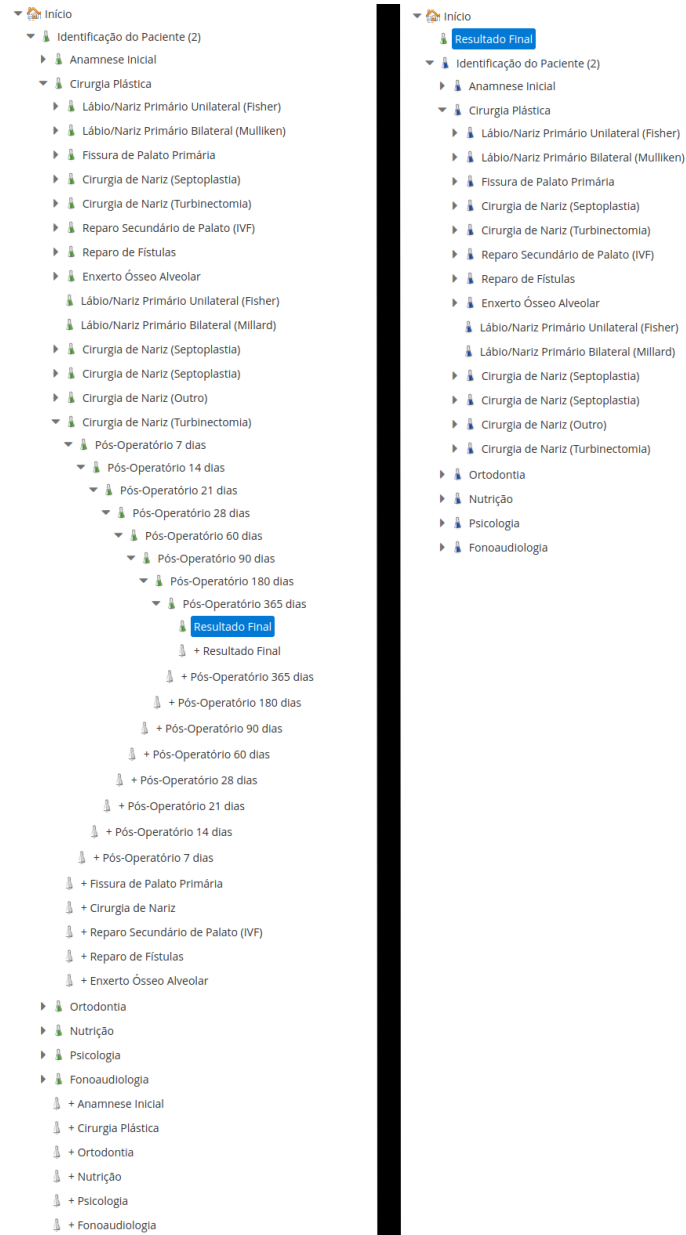 Início
Identificação do Paciente (2)
Anamnese Inicial
Cirurgia Plástica
Lábio/Nariz Primário Unilateral (Fisher)
Lábio/Nariz Primário Bilateral (Mulliken)
Fissura de Palato Primária
Cirurgia de Nariz (Septoplastia)
Cirurgia de Nariz (Turbinectomia)
Reparo Secundário de Palato (IVF)
Reparo de Fístulas
Enxerto Ósseo Alveolar
Lábio/Nariz Primário Unilateral (Fisher)
Lábio/Nariz Primário Bilateral (Millard)
Cirurgia de Nariz (Septoplastia)
Cirurgia de Nariz (Septoplastia)
Cirurgia de Nariz (Outro)
Cirurgia de Nariz (Turbinectomia)
Pós-Operatório 7 dias
Pós-Operatório 14 dias
Pós-Operatório 21 dias
Pós-Operatório 28 dias
Pós-Operatório 60 dias
Pós-Operatório 90 dias
Pós-Operatório 180 dias
Pós-Operatório 365 dias
Resultado Final
+ Resultado Final
+ Pós-Operatório 365 dias
+ Pós-Operatório 180 dias
+ Pós-Operatório 90 dias
+ Pós-Operatório 60 dias
+ Pós-Operatório 28 dias
+ Pós-Operatório 21 dias
+ Pós-Operatório 14 dias
+ Pós-Operatório 7 dias
+ Fissura de Palato Primária
+ Cirurgia de Nariz
+ Reparo Secundário de Palato (IVF)
+ Reparo de Fístulas
+ Enxerto Ósseo Alveolar
Ortodontia
Nutrição
Psicologia
Fonoaudiologia
+ Anamnese Inicial
+ Cirurgia Plástica
+ Ortodontia
+ Nutrição
+ Psicologia
+ Fonoaudiologia
Início
Resultado Final
Identificação do Paciente (2)
Anamnese Inicial
Cirurgia Plástica
Lábio/Nariz Primário Unilateral (Fisher)
Lábio/Nariz Primário Bilateral (Mulliken)
Fissura de Palato Primária
Cirurgia de Nariz (Septoplastia)
Cirurgia de Nariz (Turbinectomia)
Reparo Secundário de Palato (IVF)
Reparo de Fístulas
Enxerto Ósseo Alveolar
Lábio/Nariz Primário Unilateral (Fisher)
Lábio/Nariz Primário Bilateral (Millard)
Cirurgia de Nariz (Septoplastia)
Cirurgia de Nariz (Septoplastia)
Cirurgia de Nariz (Outro)
Cirurgia de Nariz (Turbinectomia)
Ortodontia
Nutrição
Psicologia
Fonoaudiologia